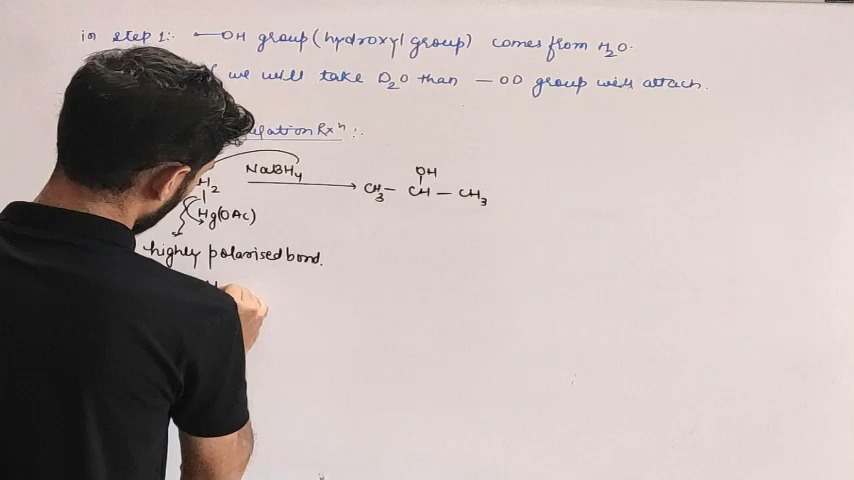 in step 1:- —OH group (hydroxyl group) comes from H2O.
we will take D2O than — OD group will attach.
Rxn :-
NaBH4
OH
H2
CH3 — CH — CH3
Hg(OAc)
highly polarised bond.